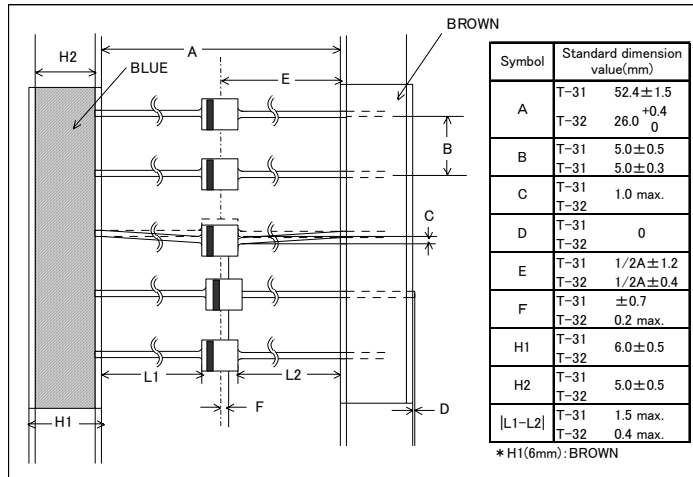 BROWN
H2
A
BLUE
E
B
C
L1
L2
F
D
H1
Symbol Standard dimension value(mm)
A T-31 52.4±1.5
T-32 26.0 +0.4 0
B T-31 5.0±0.5
T-31 5.0±0.3
C T-31 T-32 1.0 max.
D T-31 T-32 0
E T-31 1/2A±1.2
T-32 1/2A±0.4
F T-31 ±0.7
T-32 0.2 max.
H1 T-31 T-32 6.0±0.5
H2 T-31 T-32 5.0±0.5
|L1-L2| T-31 1.5 max.
T-32 0.4 max.
*H1(6mm):BROWN